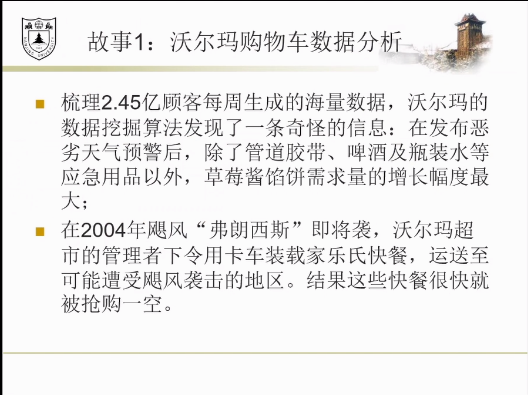 故事1：沃尔玛购物车数据分析
梳理2.45亿顾客每周生成的海量数据，沃尔玛的
数据挖掘算法发现了一条奇怪的信息：在发布恶
劣天气预警后，除了管道胶带、啤酒及瓶装水等
应急用品以外，草莓酱馅饼需求量的增长幅度最
大；
在2004年飓风“弗朗西斯”即将袭，沃尔玛超
市的管理者下令用卡车装载家乐氏快餐，运送至
可能遭受飓风袭击的地区。结果这些快餐很快就
被抢购一空。